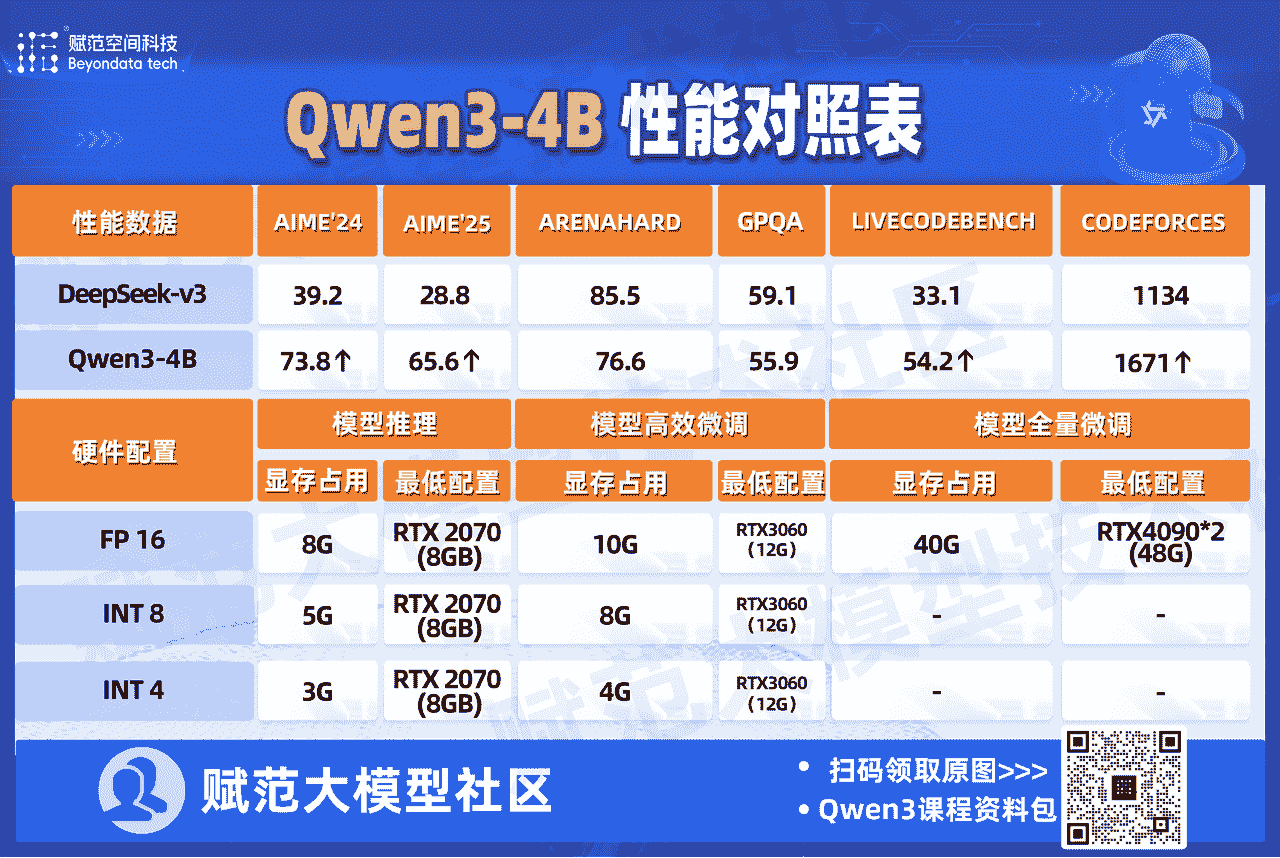 赋范空间科技
Beyondata tech
Qwen3-4B 性能对照表
性能数据 AIME'24 AIME'25 ARENAHARD GPQA LIVECODEBENCH CODEFORCES
DeepSeek-v3 39.2 28.8 85.5 59.1 33.1 1134
Qwen3-4B 73.8↑ 65.6↑ 76.6 55.9 54.2↑ 1671↑
硬件配置 模型推理 模型高效微调 模型全量微调
显存占用 最低配置 显存占用 最低配置 显存占用 最低配置
FP 16 8G RTX 2070 (8GB) 10G RTX3060 (12G) 40G RTX4090*2 (48G)
INT 8 5G RTX 2070 (8GB) 8G RTX3060 (12G) - -
INT 4 3G RTX 2070 (8GB) 4G RTX3060 (12G) - -
赋范大模型社区
• 扫码领取原图>>>
• Qwen3课程资料包